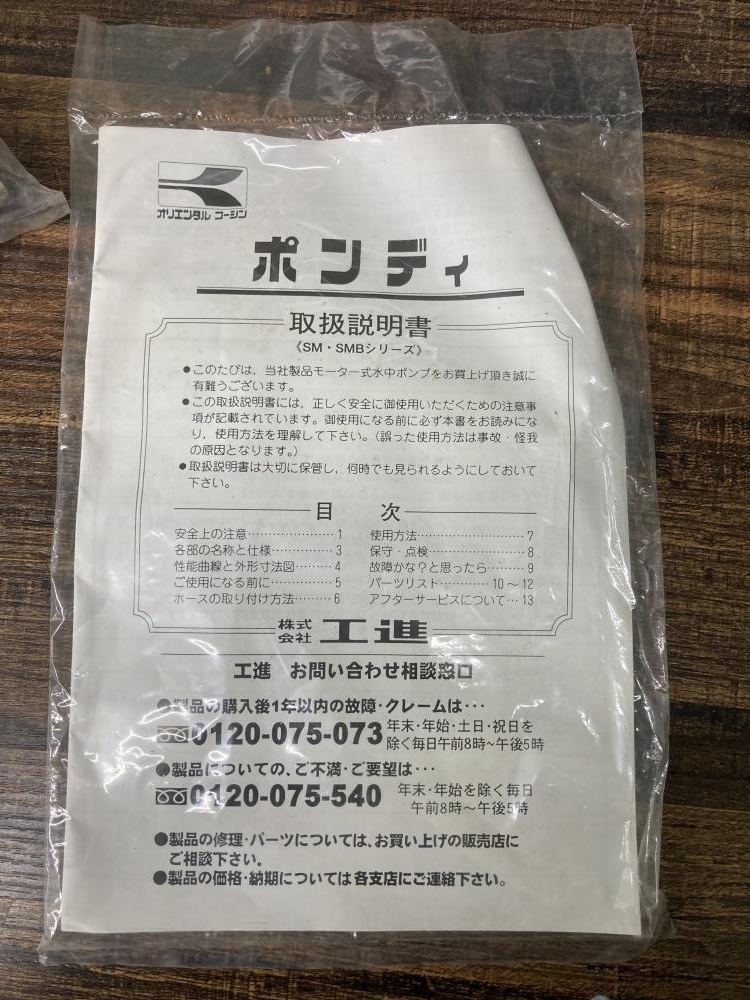 オリエンタル コーシン
ポンディ
取扱説明書
《SM・SMBシリーズ》
●このたびは、当社製品モーター式水中ポンプをお買上げ頂き誠に
有難うございます。
●この取扱説明書には、正しく安全に御使用いただくための注意事
項が記載されています。御使用になる前に必ず本書をお読みにな
り、使用方法を理解して下さい。(誤った使用方法は事故・怪我
の原因となります。)
●取扱説明書は大切に保管し、何時でも見られるようにしておいて
下さい。
目 次
安全上の注意…………………1
各部の名称と仕様……………3
性能曲線と外形寸法図………4
ご使用になる前に……………5
ホースの取り付け方法………6
使用方法………………………7
保守・点検……………………8
故障かな?と思ったら………9
パーツリスト…………10～12
アフターサービスについて…13
株式会社 工進
工進 お問い合わせ相談窓口
●製品の購入後1年以内の故障・クレームは・・・
0120-075-073 年末・年始・土日・祝日を
除く毎日午前8時～午後5時
●製品についての、ご不満・ご要望は・・・
0120-075-540 年末・年始を除く毎日
午前8時～午後5時
●製品の修理・パーツについては、お買い上げの販売店に
ご相談下さい。
●製品の価格・納期については各支店にご連絡下さい。